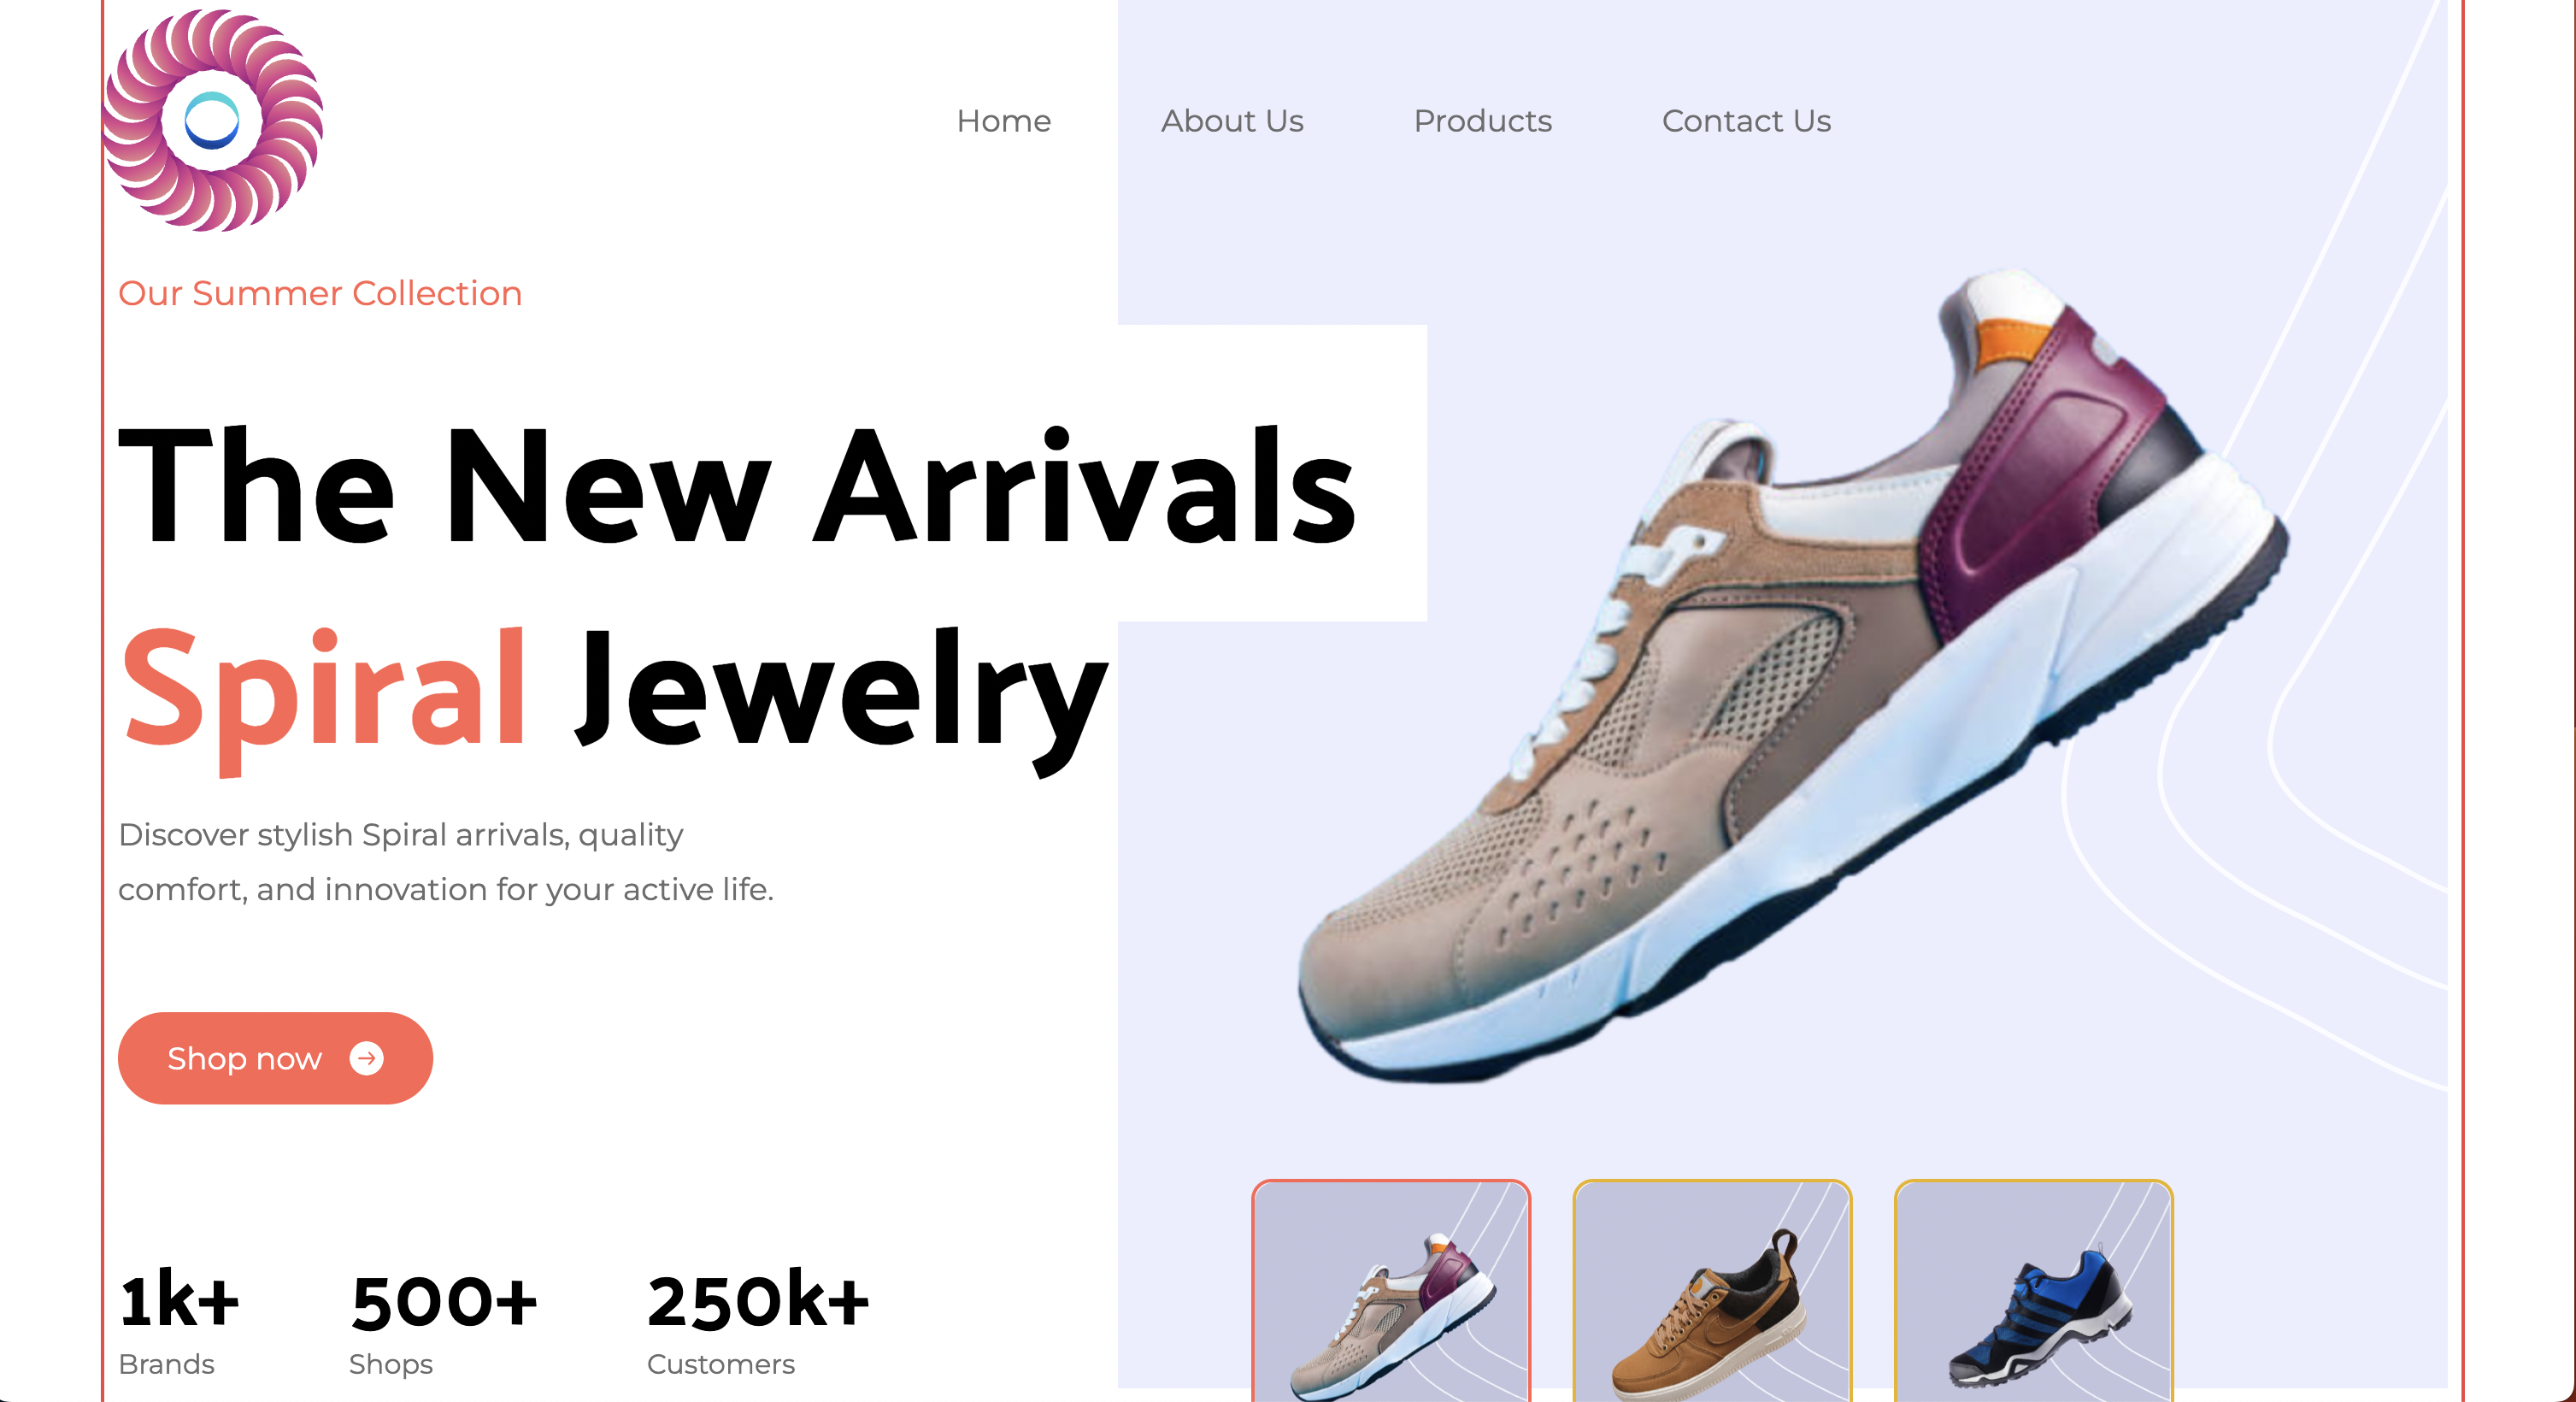 Home About Us Products Contact Us
Our Summer Collection
The New Arrivals
Spiral Jewelry
Discover stylish Spiral arrivals, quality
comfort, and innovation for your active life.
Shop now
1k+ 500+ 250k+
Brands Shops Customers